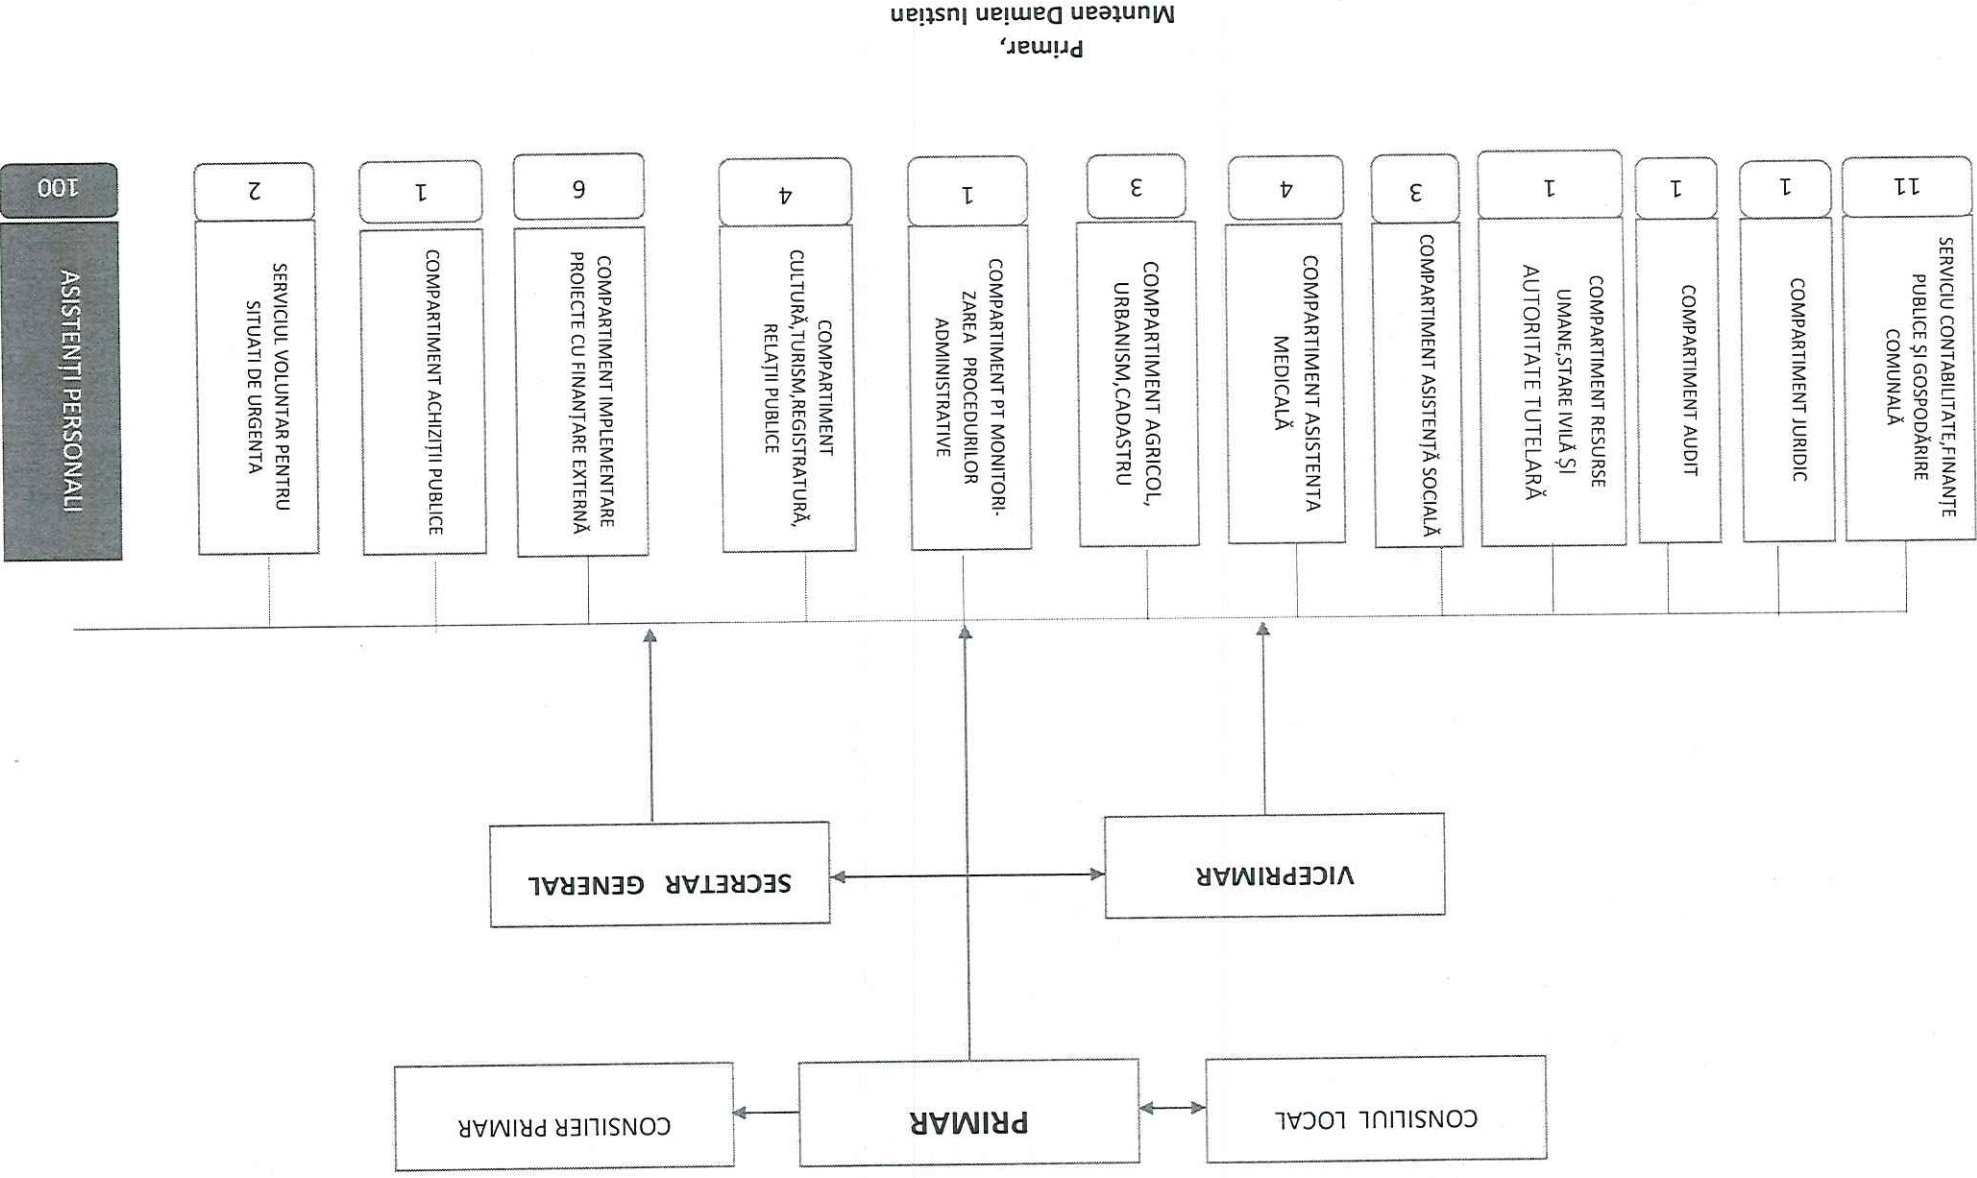 CONSILIUL LOCAL
PRIMAR
CONSILIER PRIMAR
VICEPRIMAR
SECRETAR GENERAL
SERVICIU CONTABILITATE,FINANȚE
PUBLICE ȘI GOSPODĂRIRE
COMUNALĂ
11
COMPARTIMENT JURIDIC
1
COMPARTIMENT AUDIT
1
COMPARTIMENT RESURSE
UMANE,STARE IVILĂ ȘI
AUTORITATE TUTELARĂ
1
COMPARTIMENT ASISTENȚĂ SOCIALĂ
3
COMPARTIMENT ASISTENTA
MEDICALĂ
4
COMPARTIMENT AGRICOL,
URBANISM,CADASTRU
3
COMPARTIMENT PT MONITORI-
ZAREA PROCEDURILOR
ADMINISTRATIVE
1
COMPARTIMENT
CULTURĂ,TURISM,REGISTRATURĂ,
RELAȚII PUBLICE
4
COMPARTIMENT IMPLEMENTARE
PROIECTE CU FINANȚARE EXTERNĂ
6
COMPARTIMENT ACHIZIȚII PUBLICE
1
SERVICIUL VOLUNTAR PENTRU
SITUATI DE URGENTA
2
ASISTENȚI PERSONALI
100
Primar,
Muntean Damian Iustian